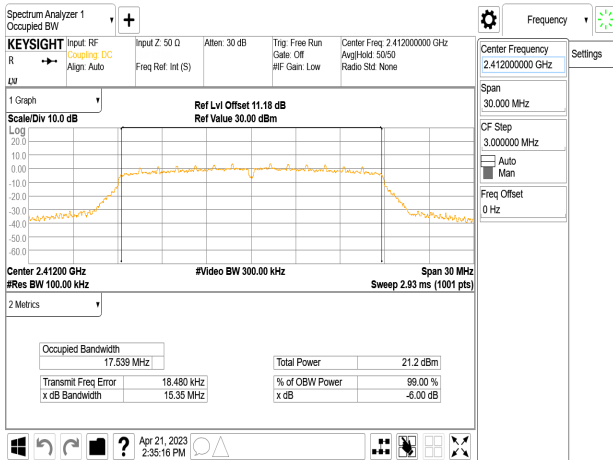 Spectrum Analyzer 1
Occupied BW
KEYSIGHT
R
Input: RF
Coupling: DC
Align: Auto
Input Z: 50 Ω
Freq Ref: Int (S)
Atten: 30 dB
Trig: Free Run
Gate: Off
#IF Gain: Low
Center Freq: 2.412000000 GHz
Avg|Hold: 50/50
Radio Std: None
Frequency
Settings
Center Frequency
2.412000000 GHz
Span
30.000 MHz
CF Step
3.000000 MHz
Auto
Man
Freq Offset
0 Hz
1 Graph
Scale/Div 10.0 dB
Ref Lvl Offset 11.18 dB
Ref Value 30.00 dBm
Log
20.0
10.0
0.00
-10.0
-20.0
-30.0
-40.0
-50.0
-60.0
Center 2.41200 GHz
#Video BW 300.00 kHz
Span 30 MHz
#Res BW 100.00 kHz
Sweep 2.93 ms (1001 pts)
2 Metrics
Occupied Bandwidth
17.539 MHz
Transmit Freq Error 18.480 kHz
x dB Bandwidth 15.35 MHz
Total Power 21.2 dBm
% of OBW Power 99.00 %
x dB -6.00 dB
?
Apr 21, 2023
2:35:16 PM